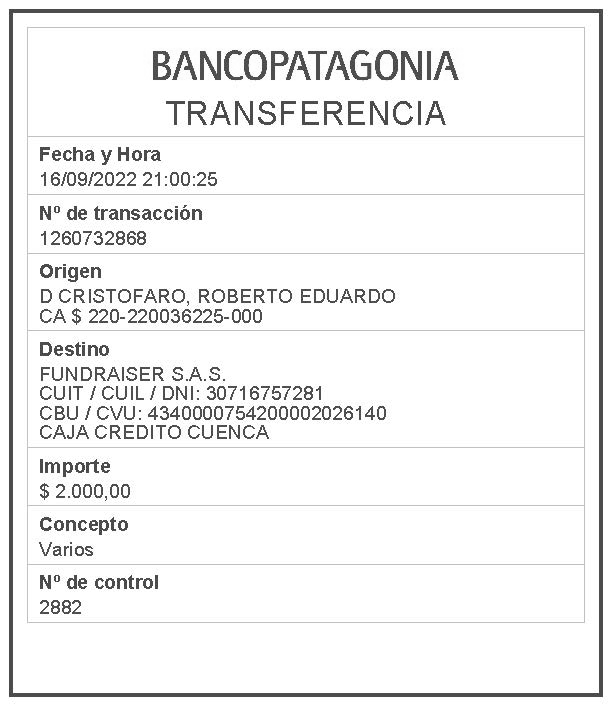 BANCOPATAGONIA
TRANSFERENCIA
Fecha y Hora
16/09/2022 21:00:25
Nº de transacción
1260732868
Origen
D CRISTOFARO, ROBERTO EDUARDO
CA $ 220-220036225-000
Destino
FUNDRAISER S.A.S.
CUIT / CUIL / DNI: 30716757281
CBU / CVU: 4340000754200002026140
CAJA CREDITO CUENCA
Importe
$ 2.000,00
Concepto
Varios
Nº de control
2882